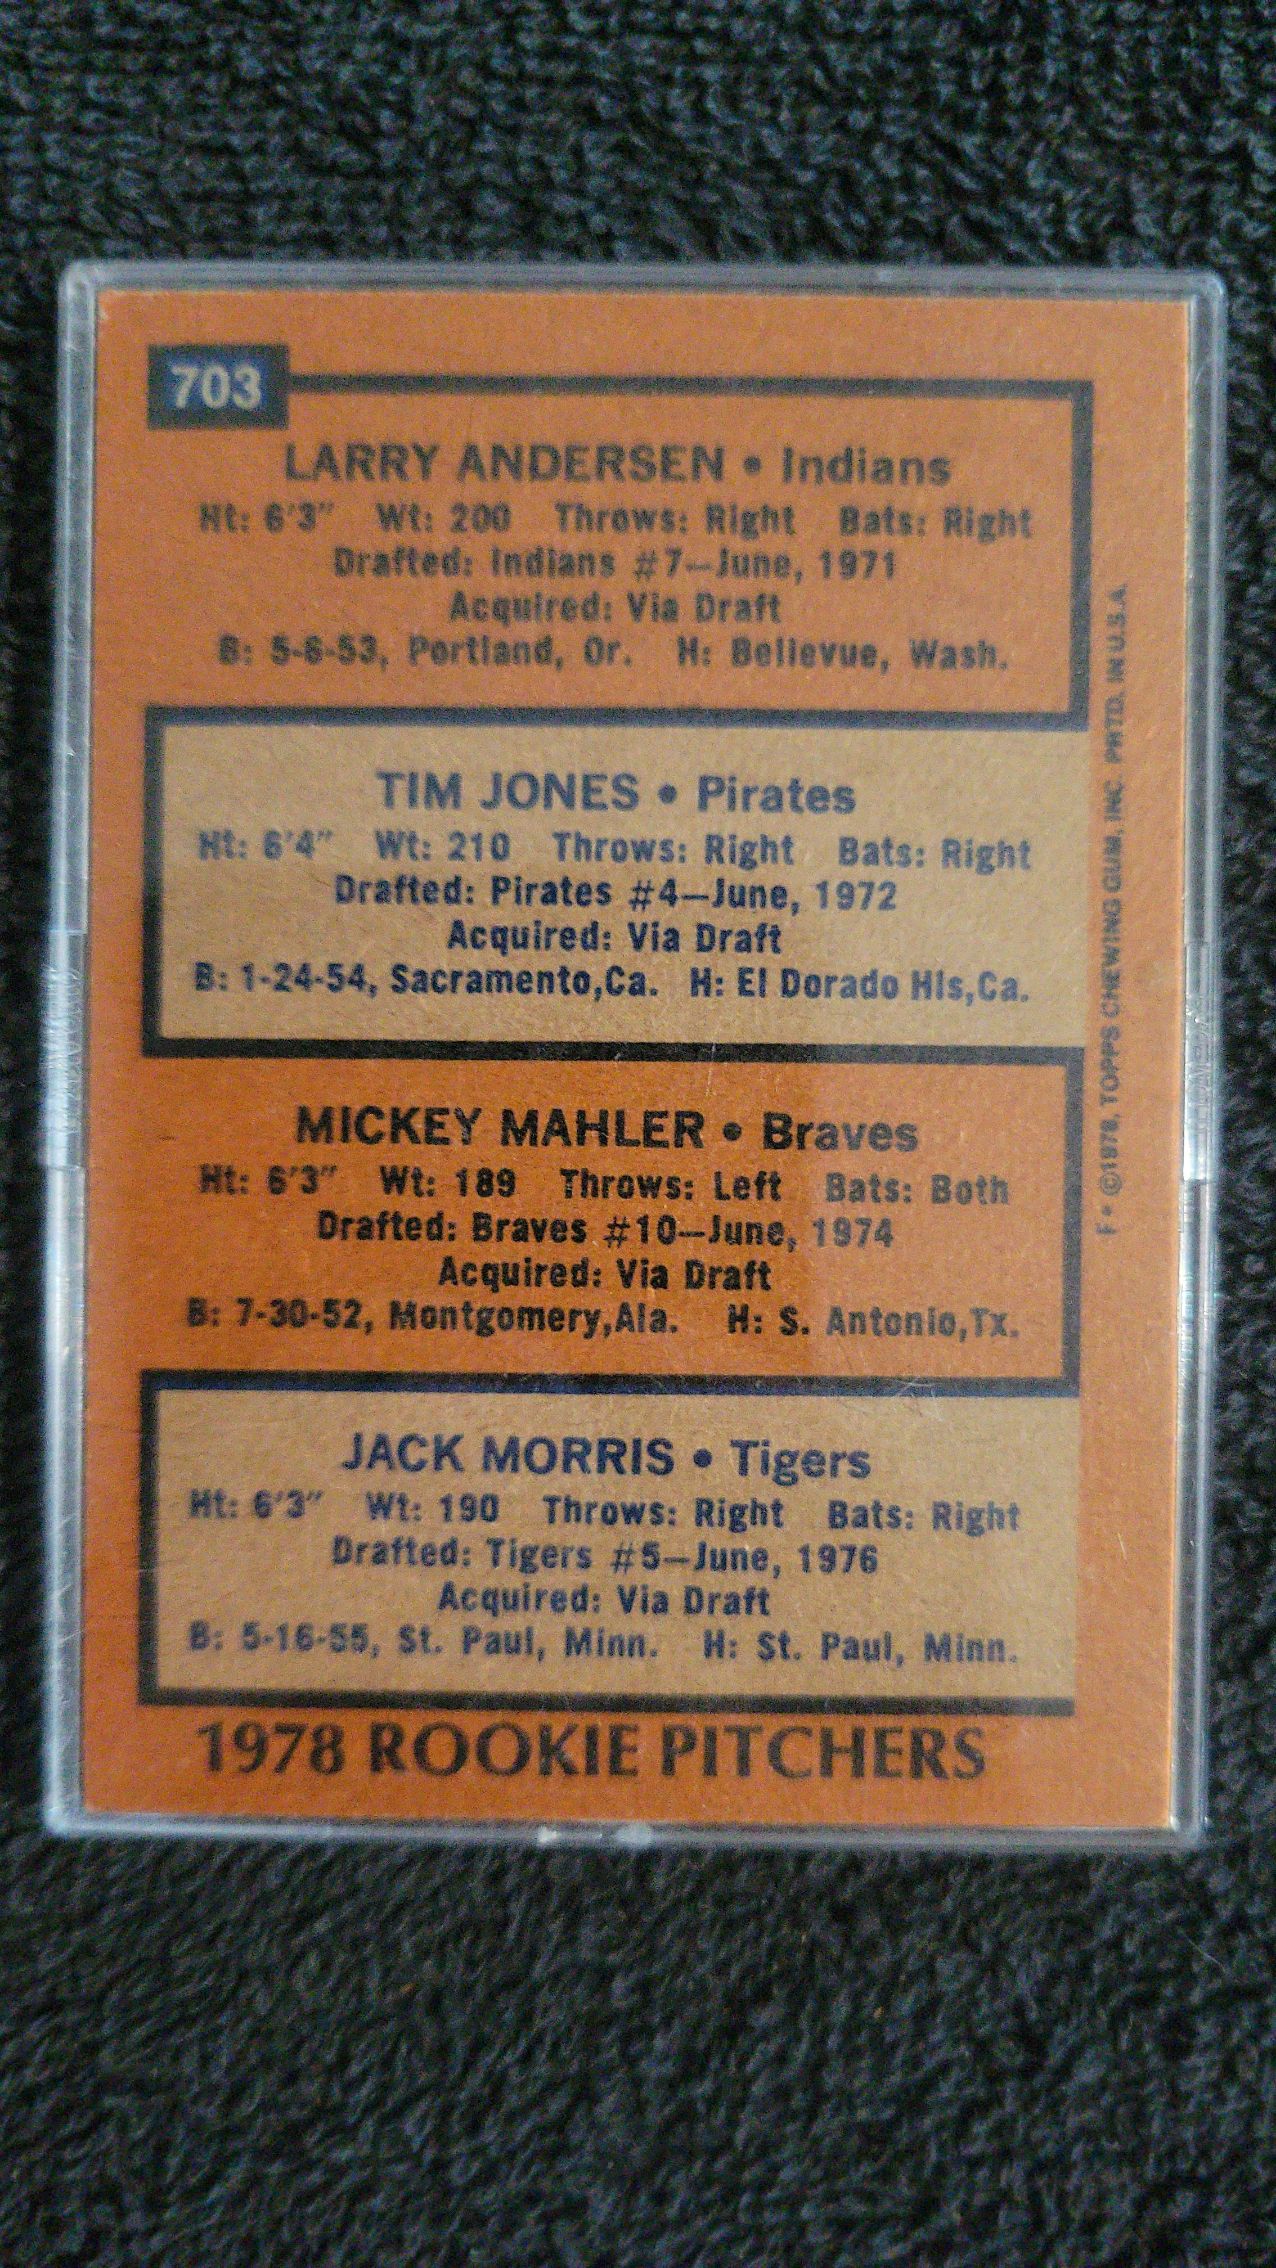 703
LARRY ANDERSEN • Indians
Ht: 6'3" Wt: 200 Throws: Right Bats: Right
Drafted: Indians #7—June, 1971
Acquired: Via Draft
B: 5-6-53, Portland, Or. H: Bellevue, Wash.
TIM JONES • Pirates
Ht: 6'4" Wt: 210 Throws: Right Bats: Right
Drafted: Pirates #4—June, 1972
Acquired: Via Draft
B: 1-24-54, Sacramento,Ca. H: El Dorado Hls,Ca.
MICKEY MAHLER • Braves
Ht: 6'3" Wt: 189 Throws: Left Bats: Both
Drafted: Braves #10—June, 1974
Acquired: Via Draft
B: 7-30-52, Montgomery,Ala. H: S. Antonio,Tx.
JACK MORRIS • Tigers
Ht: 6'3" Wt: 190 Throws: Right Bats: Right
Drafted: Tigers #5—June, 1976
Acquired: Via Draft
B: 5-16-55, St. Paul, Minn. H: St. Paul, Minn.
1978 ROOKIE PITCHERS
F• ©1978, TOPPS CHEWING GUM, INC. PRTD. IN U.S.A.